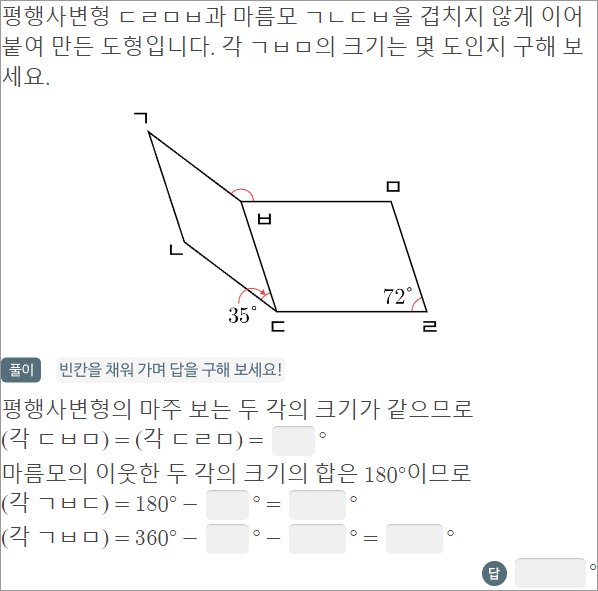 평행사변형 ㄷㄹㅁㅂ과 마름모 ㄱㄴㄷㅂ을 겹치지 않게 이어
붙여 만든 도형입니다. 각 ㄱㅂㅁ의 크기는 몇 도인지 구해 보
세요.
ㄱ
ㅁ
ㅂ
ㄴ
72°
35°
ㄷ
ㄹ
풀이 빈칸을 채워 가며 답을 구해 보세요!
평행사변형의 마주 보는 두 각의 크기가 같으므로
(각 ㄷㅂㅁ) = (각 ㄷㄹㅁ) = °
마름모의 이웃한 두 각의 크기의 합은 180°이므로
(각 ㄱㅂㄷ) = 180° − ° = °
(각 ㄱㅂㅁ) = 360° − ° − ° = °
답 °